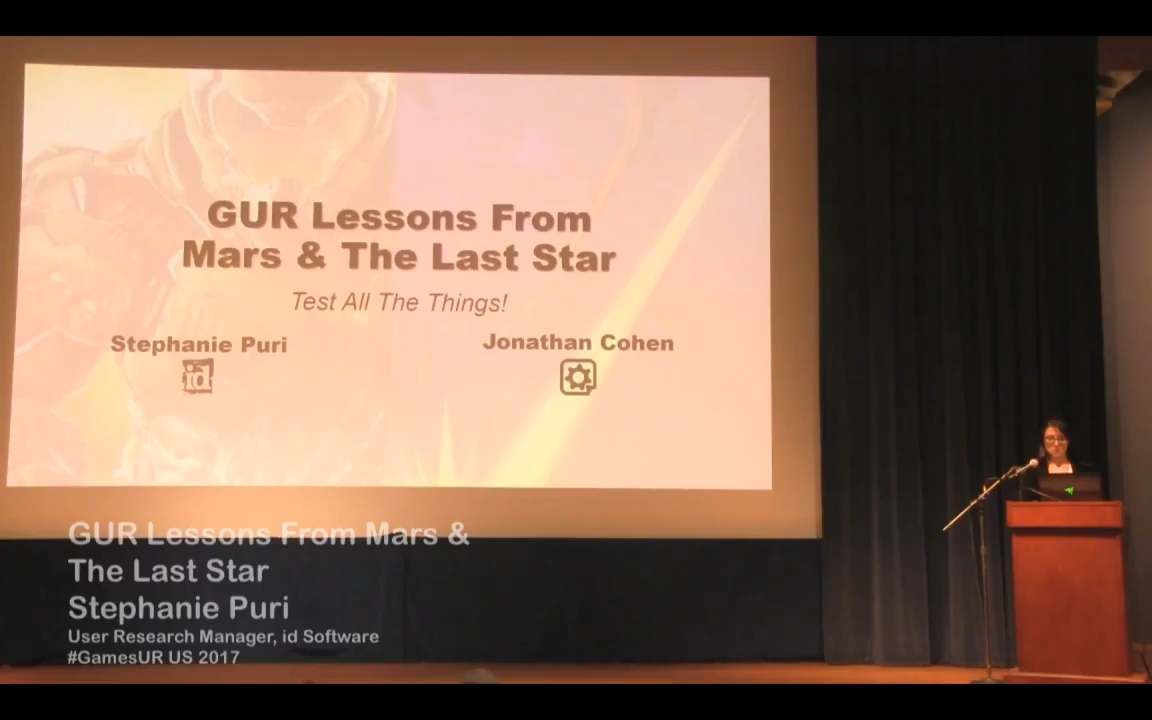 GUR Lessons From
Mars & The Last Star
Test All The Things!
Stephanie Puri
Jonathan Cohen
id
GUR Lessons From Mars &
The Last Star
Stephanie Puri
User Research Manager, id Software
#GamesUR US 2017